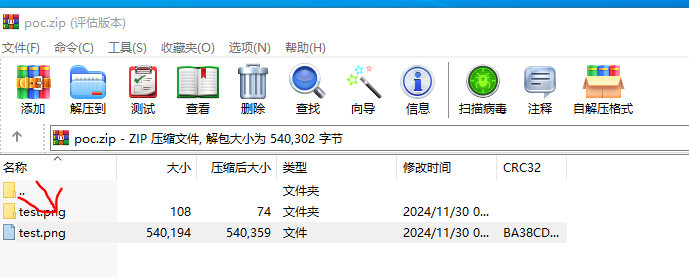 poc.zip (评估版本)
文件(F) 命令(C) 工具(S) 收藏夹(O) 选项(N) 帮助(H)
添加 解压到 测试 查看 删除 查找 向导 信息 扫描病毒 注释 自解压格式
poc.zip - ZIP 压缩文件, 解包大小为 540,302 字节
名称 大小 压缩后大小 类型 修改时间 CRC32
.. 文件夹
test.png 108 74 文件夹 2024/11/30 0...
test.png 540,194 540,359 文件 2024/11/30 0... BA38CD...